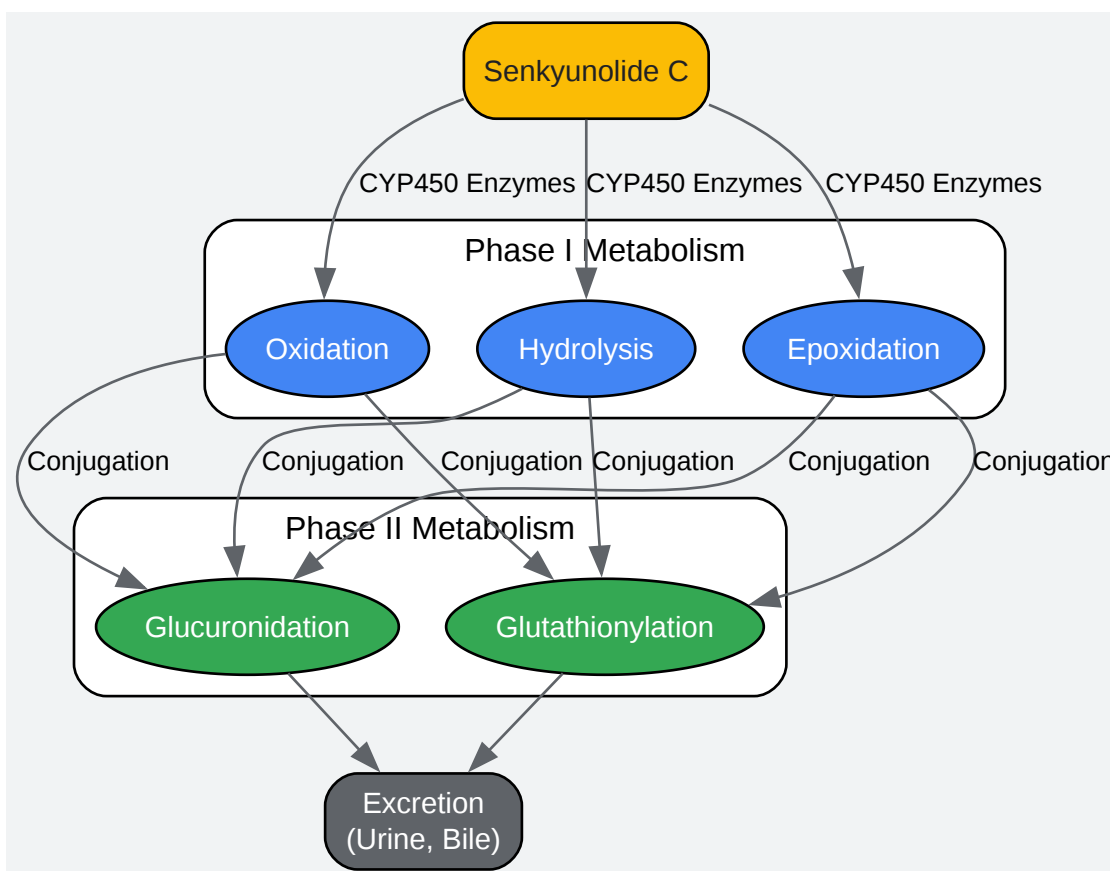 Senkyunolide C
CYP450 Enzymes
CYP450 Enzymes
CYP450 Enzymes
Phase I Metabolism
Oxidation
Hydrolysis
Epoxidation
Conjugation
Conjugation
Conjugation
Conjugation
Conjugation
Conjugation
Phase II Metabolism
Glucuronidation
Glutathionylation
Excretion
(Urine, Bile)